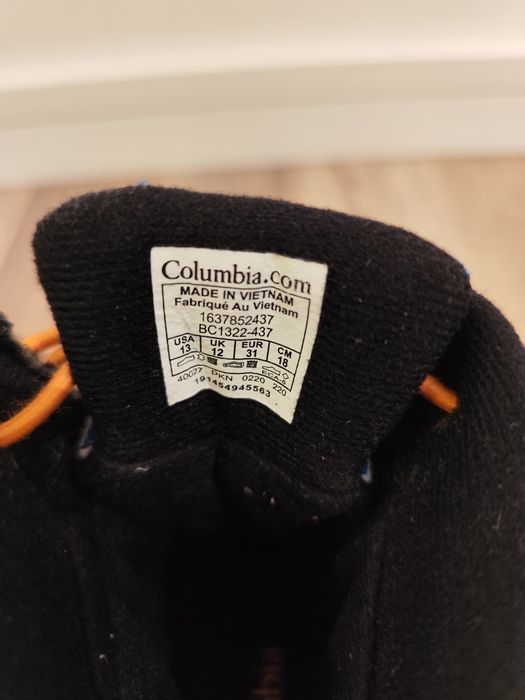 Columbia.com
MADE IN VIETNAM
Fabriqué Au Vietnam
1637852437
BC1322-437
USA UK EUR CM
13 12 31 18
40027 PKN 0220 220
191454945563